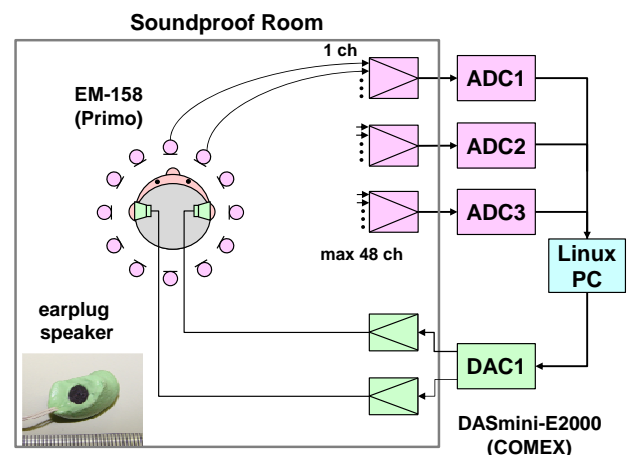 Soundproof Room
1 ch
EM-158
(Primo)
ADC1
ADC2
ADC3
max 48 ch
Linux
PC
earplug
speaker
DAC1
DASmini-E2000
(COMEX)